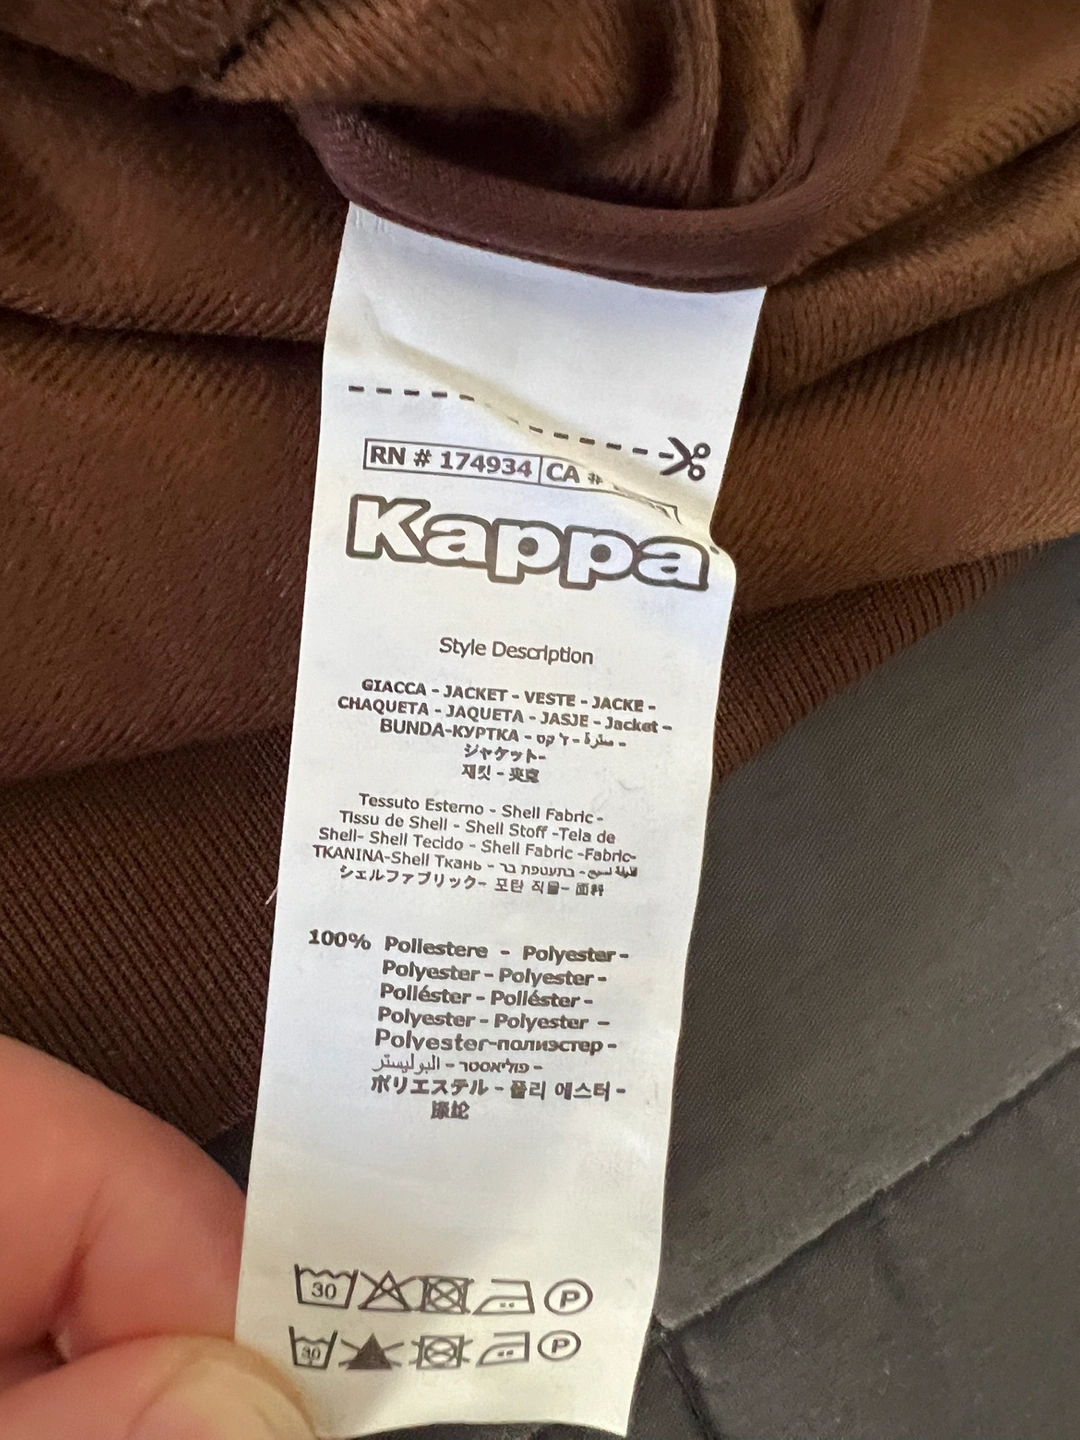 RN # 174934 CA #
Kappa
Style Description
GIACCA - JACKET - VESTE - JACKE -
CHAQUETA - JAQUETA - JASJE - Jacket -
BUNDA-КУРТКА - ז' קט - سترة -
ジャケット-
재킷 - 夹克
Tessuto Esterno - Shell Fabric -
Tissu de Shell - Shell Stoff -Tela de
Shell- Shell Tecido - Shell Fabric -Fabric-
TKANINA-Shell Ткань -
シェルファブリック- 포탄 직물- 面料
100% Poliestere - Polyester -
Polyester - Polyester -
Poliéster - Poliéster -
Polyester - Polyester -
Polyester-полиэстер -
البوليستر - פוליאסטר -
ポリエステル - 폴리 에스터 -
30 P
30 P